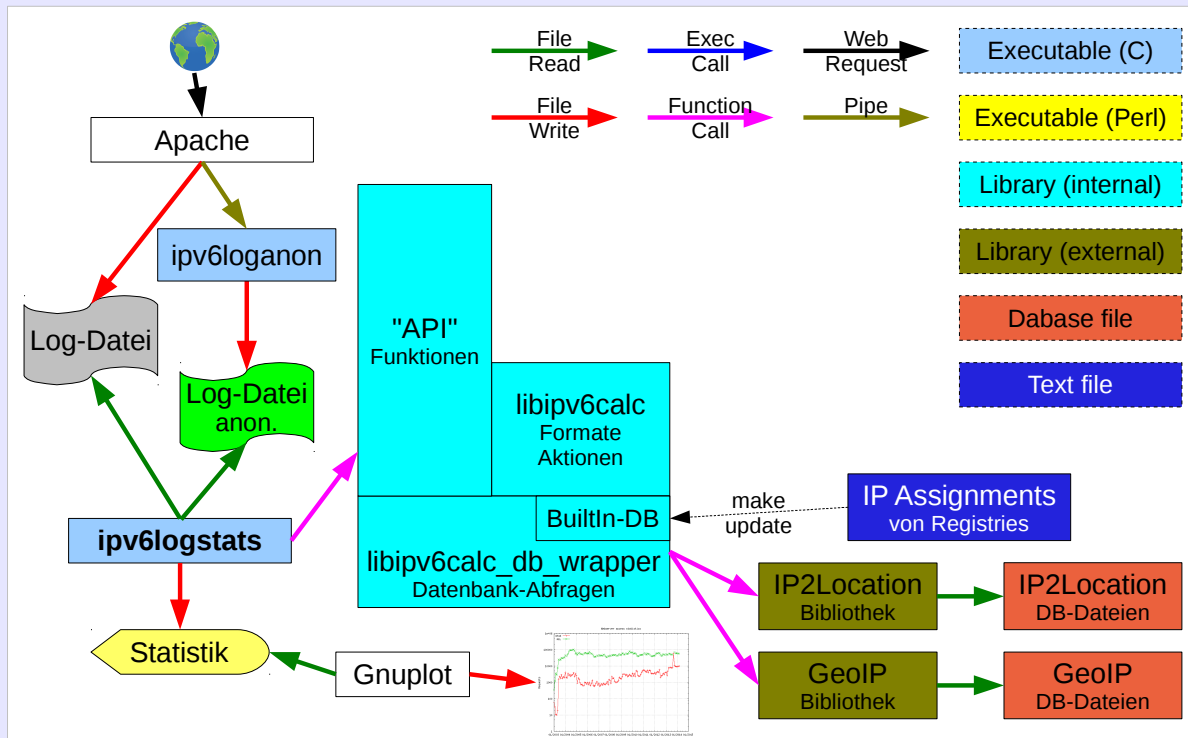 File
Read
Exec
Call
Web
Request
Executable (C)
File
Write
Function
Call
Pipe
Executable (Perl)
Apache
Library (internal)
ipv6loganon
Library (external)
Log-Datei
"API"
Funktionen
Dabase file
Log-Datei
anon.
libipv6calc
Formate
Aktionen
Text file
BuiltIn-DB
make
update
IP Assignments
von Registries
ipv6logstats
libipv6calc_db_wrapper
Datenbank-Abfragen
IP2Location
Bibliothek
IP2Location
DB-Dateien
Statistik
Gnuplot
GeoIP
Bibliothek
GeoIP
DB-Dateien